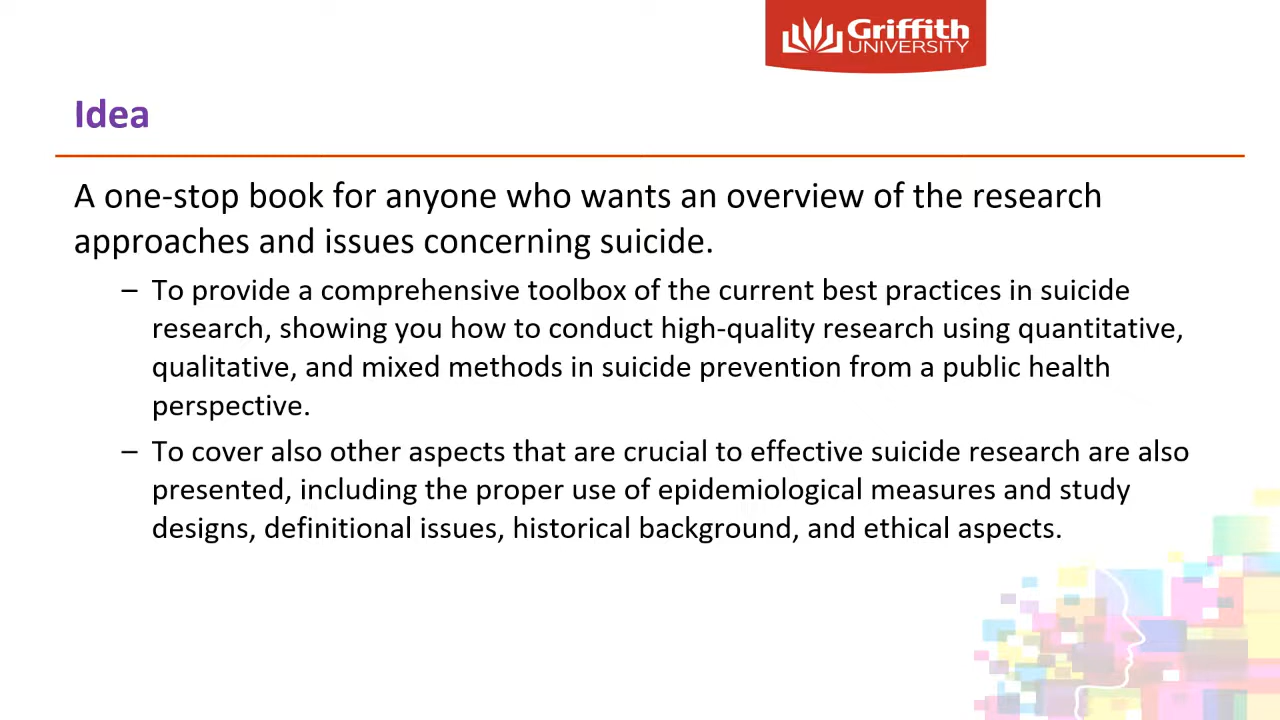 Griffith
UNIVERSITY
Idea
A one-stop book for anyone who wants an overview of the research
approaches and issues concerning suicide.
– To provide a comprehensive toolbox of the current best practices in suicide
research, showing you how to conduct high-quality research using quantitative,
qualitative, and mixed methods in suicide prevention from a public health
perspective.
– To cover also other aspects that are crucial to effective suicide research are also
presented, including the proper use of epidemiological measures and study
designs, definitional issues, historical background, and ethical aspects.